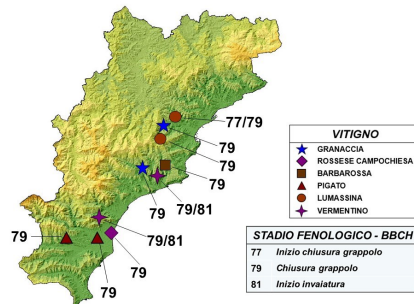 77/79
79
79
79
79/81
79
79/81
79
79
VITIGNO
GRANACCIA
ROSSESE CAMPOCHIESA
BARBAROSSA
PIGATO
LUMASSINA
VERMENTINO
STADIO FENOLOGICO - BBCH
77 Inizio chiusura grappolo
79 Chiusura grappolo
81 Inizio invaiatura